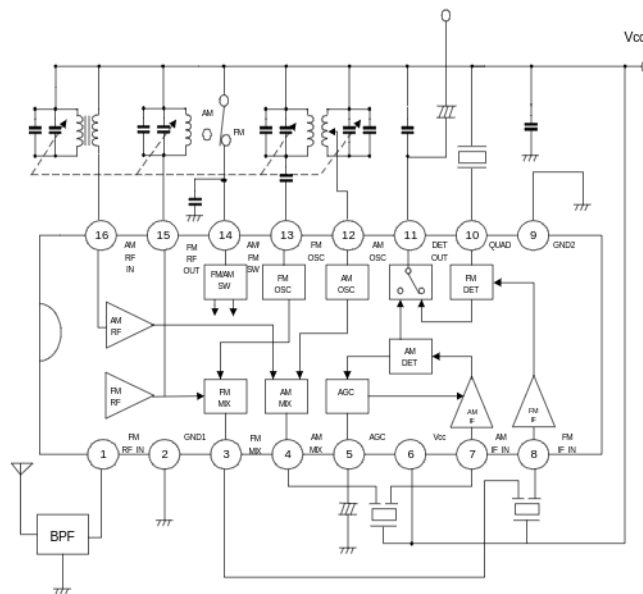 Vcc
AM
FM
16
AM
RF
IN
15
FM
RF
OUT
14
AM/
FM
SW
13
FM
OSC
12
AM
OSC
11
DET
OUT
10
QUAD
9
GND2
FM/AM
SW
FM
OSC
AM
OSC
FM
DET
AM
RF
AM
DET
FM
RF
FM
MIX
AM
MIX
AGC
AM
IF
FM
IF
1
FM
RF IN
2
GND1
3
FM
MIX
4
AM
MIX
5
AGC
6
Vcc
7
AM
IF IN
8
FM
IF IN
BPF